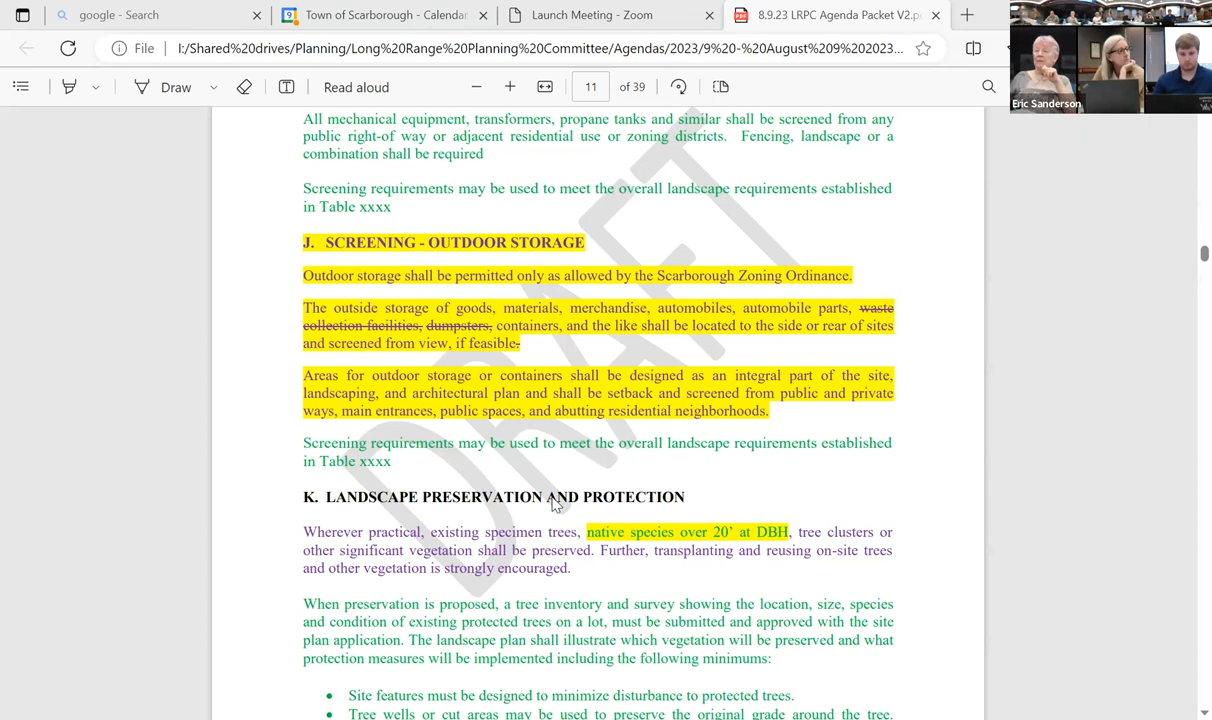 google - Search
Town of Scarborough - Calendar
Launch Meeting - Zoom
8.9.23 LRPC Agenda Packet V2.p
File
I:/Shared%20drives/Planning/Long%20Range%20Planning%20Committee/Agendas/2023/9%20-%20August%209%202023...
Draw
Read aloud
11 of 39
Eric Sanderson
All mechanical equipment, transformers, propane tanks and similar shall be screened from any
public right-of way or adjacent residential use or zoning districts. Fencing, landscape or a
combination shall be required
Screening requirements may be used to meet the overall landscape requirements established
in Table xxxx
J. SCREENING - OUTDOOR STORAGE
Outdoor storage shall be permitted only as allowed by the Scarborough Zoning Ordinance.
The outside storage of goods, materials, merchandise, automobiles, automobile parts, waste
collection facilities, dumpsters, containers, and the like shall be located to the side or rear of sites
and screened from view, if feasible.
Areas for outdoor storage or containers shall be designed as an integral part of the site,
landscaping, and architectural plan and shall be setback and screened from public and private
ways, main entrances, public spaces, and abutting residential neighborhoods.
Screening requirements may be used to meet the overall landscape requirements established
in Table xxxx
K. LANDSCAPE PRESERVATION AND PROTECTION
Wherever practical, existing specimen trees, native species over 20’ at DBH, tree clusters or
other significant vegetation shall be preserved. Further, transplanting and reusing on-site trees
and other vegetation is strongly encouraged.
When preservation is proposed, a tree inventory and survey showing the location, size, species
and condition of existing protected trees on a lot, must be submitted and approved with the site
plan application. The landscape plan shall illustrate which vegetation will be preserved and what
protection measures will be implemented including the following minimums:
• Site features must be designed to minimize disturbance to protected trees.
• Tree wells or cut areas may be used to preserve the original grade around the tree.
DRAFT